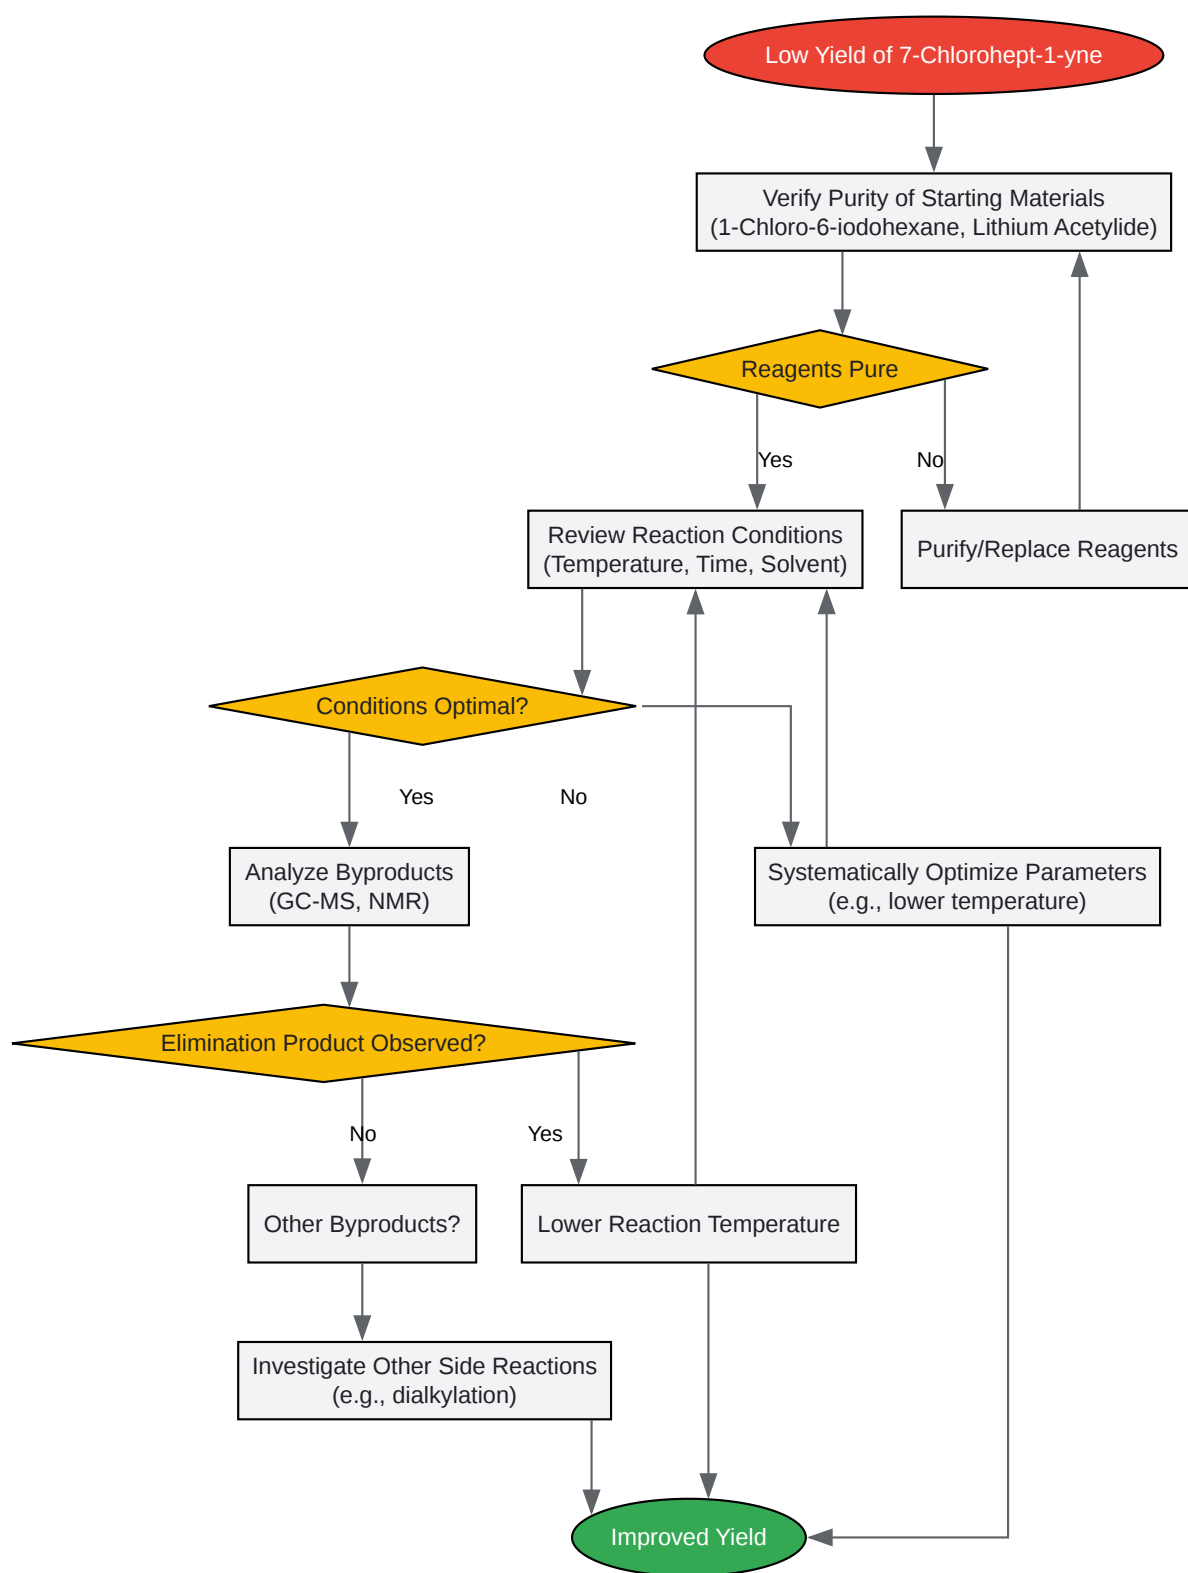 Low Yield of 7-Chlorohept-1-yne
Verify Purity of Starting Materials
(1-Chloro-6-iodohexane, Lithium Acetylide)
Reagents Pure
Yes
No
Review Reaction Conditions
(Temperature, Time, Solvent)
Purify/Replace Reagents
Conditions Optimal?
Yes
No
Analyze Byproducts
(GC-MS, NMR)
Systematically Optimize Parameters
(e.g., lower temperature)
Elimination Product Observed?
No
Yes
Other Byproducts?
Lower Reaction Temperature
Investigate Other Side Reactions
(e.g., dialkylation)
Improved Yield